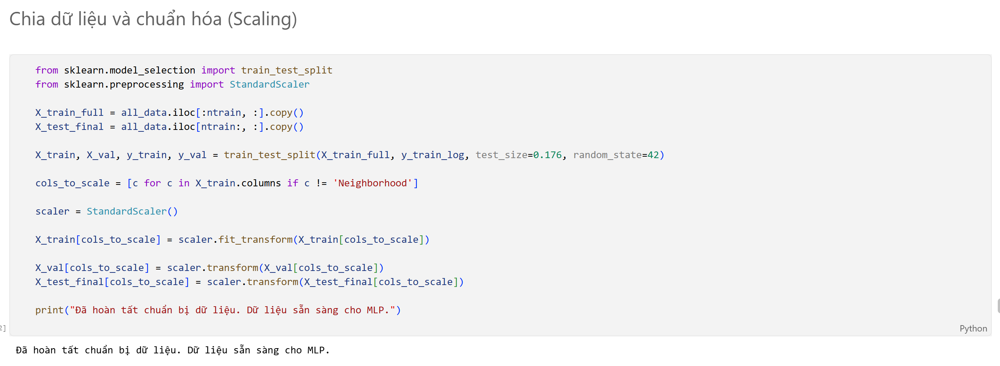 Chia dữ liệu và chuẩn hóa (Scaling)
from sklearn.model_selection import train_test_split
from sklearn.preprocessing import StandardScaler
X_train_full = all_data.iloc[:ntrain, :].copy()
X_test_final = all_data.iloc[ntrain:, :].copy()
X_train, X_val, y_train, y_val = train_test_split(X_train_full, y_train_log, test_size=0.176, random_state=42)
cols_to_scale = [c for c in X_train.columns if c != 'Neighborhood']
scaler = StandardScaler()
X_train[cols_to_scale] = scaler.fit_transform(X_train[cols_to_scale])
X_val[cols_to_scale] = scaler.transform(X_val[cols_to_scale])
X_test_final[cols_to_scale] = scaler.transform(X_test_final[cols_to_scale])
print("Đã hoàn tất chuẩn bị dữ liệu. Dữ liệu sẵn sàng cho MLP.")
2]
Python
Đã hoàn tất chuẩn bị dữ liệu. Dữ liệu sẵn sàng cho MLP.